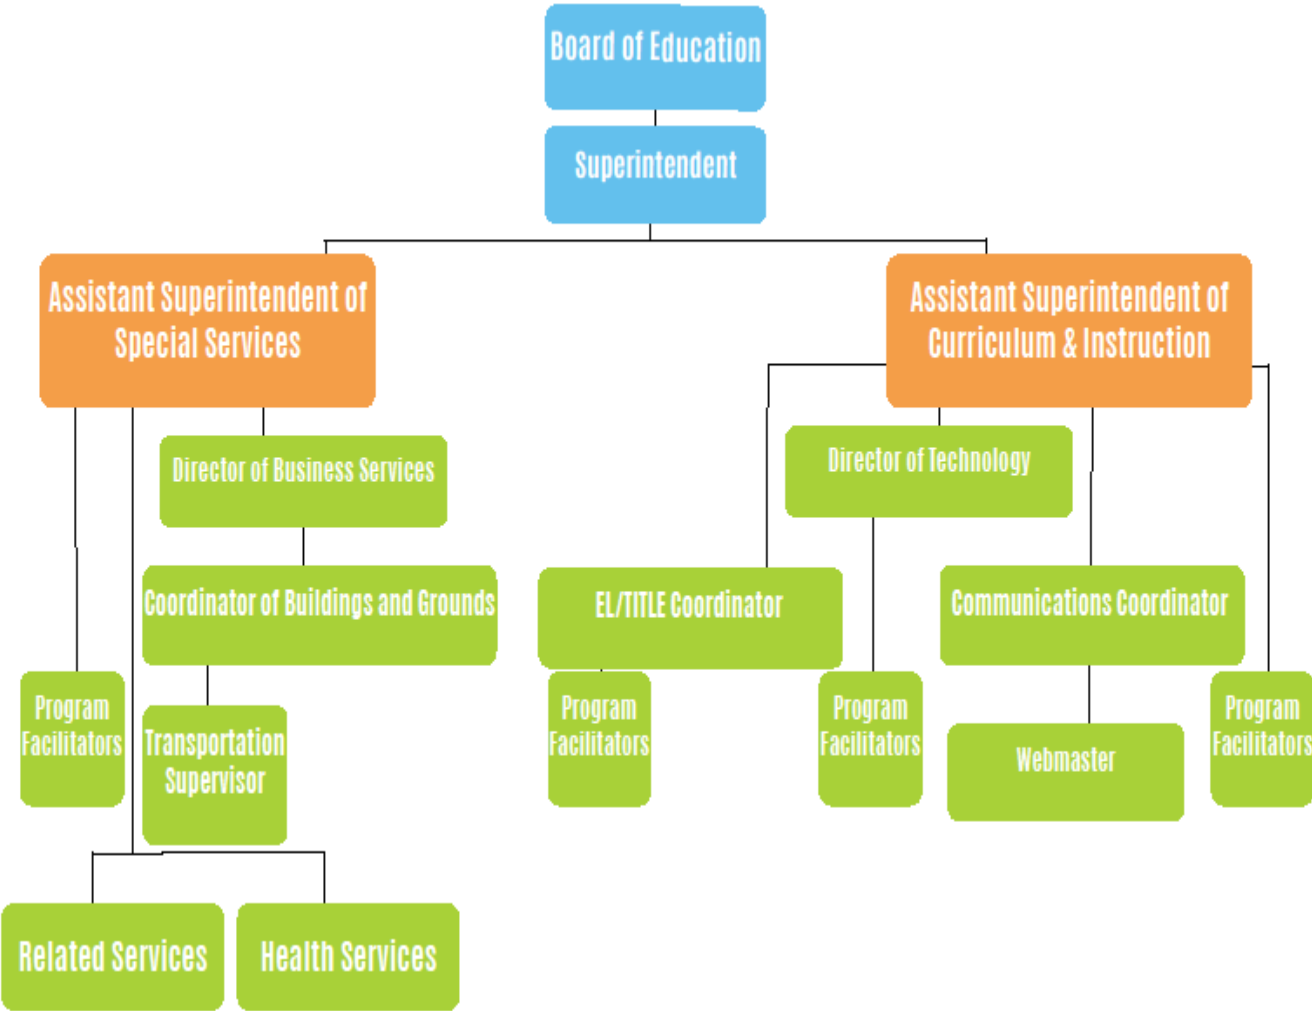 Board of Education
Superintendent
Assistant Superintendent of
Special Services
Assistant Superintendent of
Curriculum & Instruction
Director of Business Services
Director of Technology
Coordinator of Buildings and Grounds
EL/TITLE Coordinator
Communications Coordinator
Program
Facilitators
Transportation
Supervisor
Program
Facilitators
Program
Facilitators
Webmaster
Program
Facilitators
Related Services
Health Services